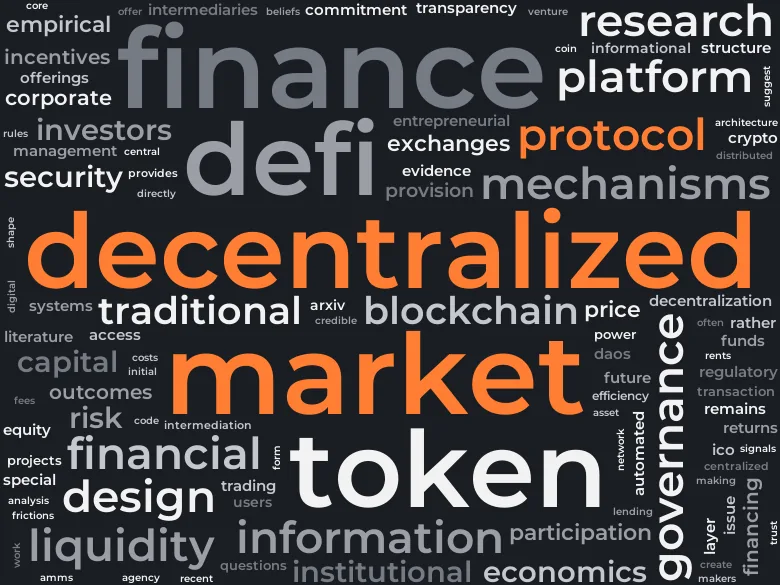 core
offer intermediaries beliefs commitment transparency venture
empirical
finance
research
incentives
coin informational structure
offerings
platform
suggest
corporate
rules investors
entrepreneurial
protocol
architecture
crypto
management central
defi
exchanges
distributed
security provides
evidence
mechanisms
directly
provision
shape
decentralized
digital
systems traditional arxiv
credible
blockchain price
decentralization
literature access
market
power
governance
often rather
capital costs
initial
daos
funds
rents
future
regulatory
fees outcomes
efficiency
transaction
risk code intermediation
asset
remains
equity
token
network
automated
returns
projects financial form
ico signals
special
design trading
users
centralized
making
analysis
frictions
lending
layer
issue
financing
trust
work liquidity information participation
questions institutional economics
create
makers
amms agency recent